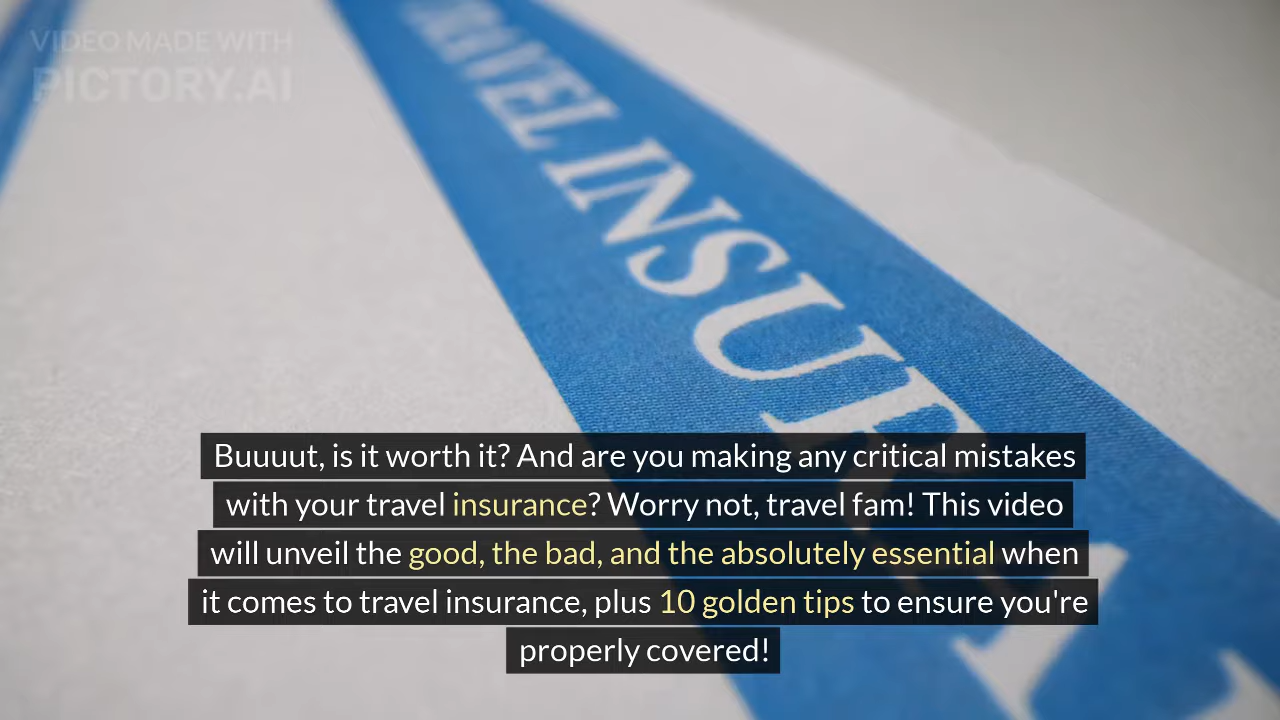 VIDEO MADE WITH
PICTORY.AI
TRAVEL INSURA
Buuuut, is it worth it? And are you making any critical mistakes
with your travel insurance? Worry not, travel fam! This video
will unveil the good, the bad, and the absolutely essential when
it comes to travel insurance, plus 10 golden tips to ensure you're
properly covered!